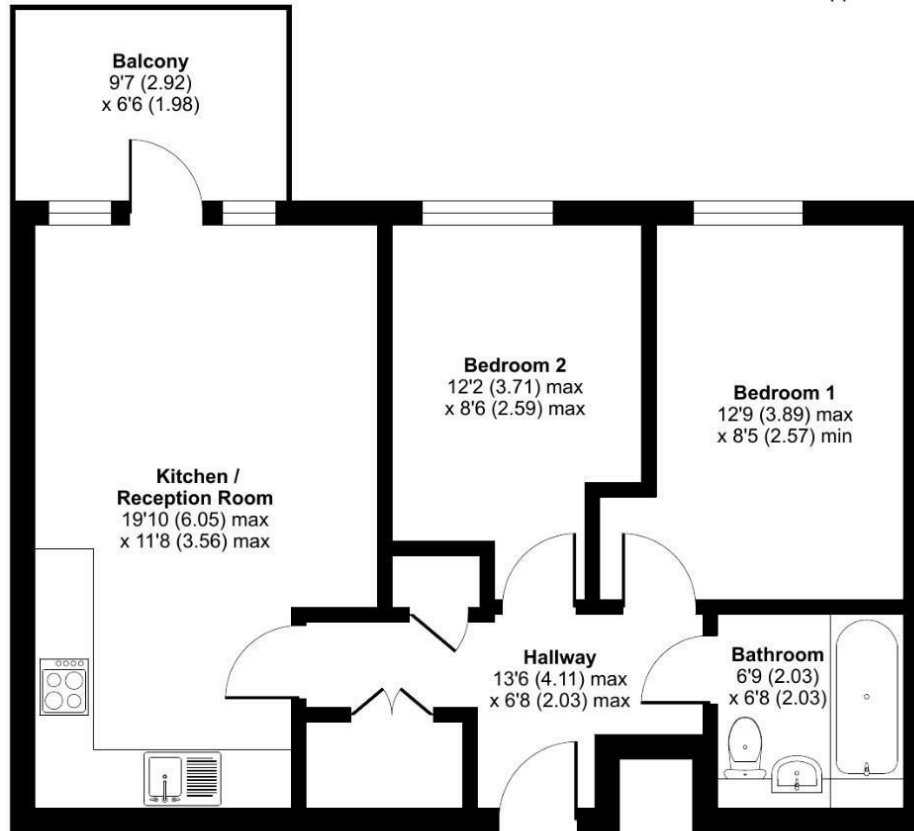 Balcony
9'7 (2.92)
x 6'6 (1.98)
Bedroom 2
12'2 (3.71) max
x 8'6 (2.59) max
Bedroom 1
12'9 (3.89) max
x 8'5 (2.57) min
Kitchen /
Reception Room
19'10 (6.05) max
x 11'8 (3.56) max
Hallway
13'6 (4.11) max
x 6'8 (2.03) max
Bathroom
6'9 (2.03)
x 6'8 (2.03)